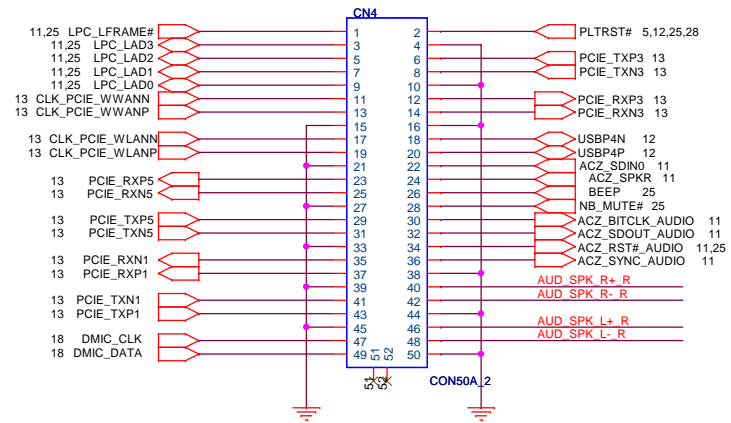 CN4
11,25 LPC_LFRAME# 1 2 PLTRST# 5,12,25,28
11,25 LPC_LAD3 3 4
11,25 LPC_LAD2 5 6 PCIE_TXP3 13
11,25 LPC_LAD1 7 8 PCIE_TXN3 13
11,25 LPC_LAD0 9 10
13 CLK_PCIE_WWANN 11 12 PCIE_RXP3 13
13 CLK_PCIE_WWANP 13 14 PCIE_RXN3 13
15 16
13 CLK_PCIE_WLANN 17 18 USBP4N 12
13 CLK_PCIE_WLANP 19 20 USBP4P 12
21 22 ACZ_SDIN0 11
13 PCIE_RXP5 23 24 ACZ_SPKR 11
13 PCIE_RXN5 25 26 BEEP 25
27 28 NB_MUTE# 25
13 PCIE_TXP5 29 30 ACZ_BITCLK_AUDIO 11
13 PCIE_TXN5 31 32 ACZ_SDOUT_AUDIO 11
33 34 ACZ_RST#_AUDIO 11,25
13 PCIE_RXN1 35 36 ACZ_SYNC_AUDIO 11
13 PCIE_RXP1 37 38
39 40 AUD_SPK_R+_R
13 PCIE_TXN1 41 42 AUD_SPK_R-_R
13 PCIE_TXP1 43 44
45 46 AUD_SPK_L+_R
18 DMIC_CLK 47 48 AUD_SPK_L-_R
18 DMIC_DATA 49 50
51 52
51 52
CON50A_2